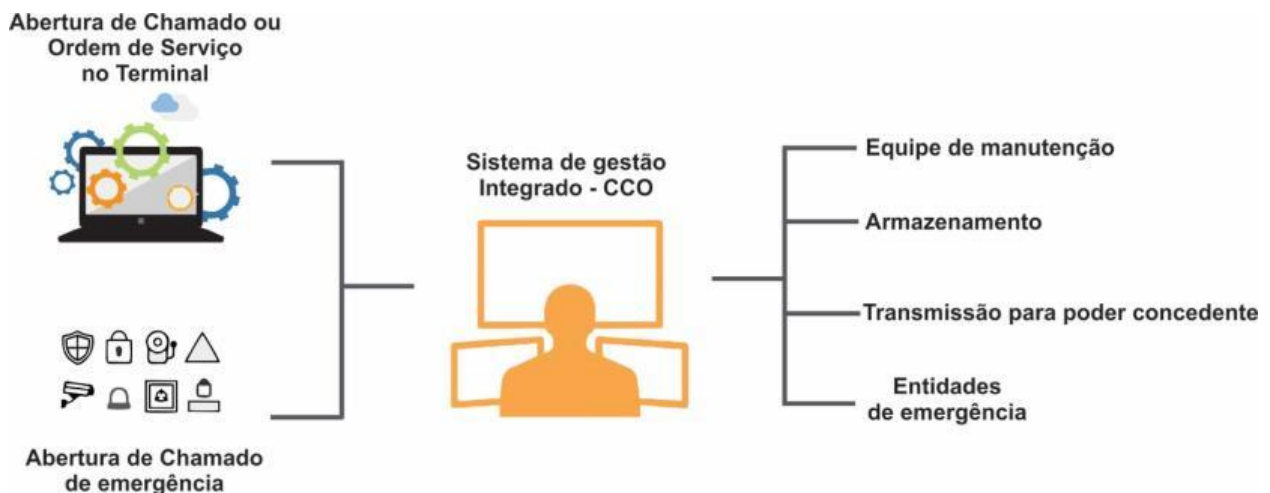 Abertura de Chamado ou
Ordem de Serviço
no Terminal
Abertura de Chamado
de emergência
Sistema de gestão
Integrado - CCO
Equipe de manutenção
Armazenamento
Transmissão para poder concedente
Entidades
de emergência